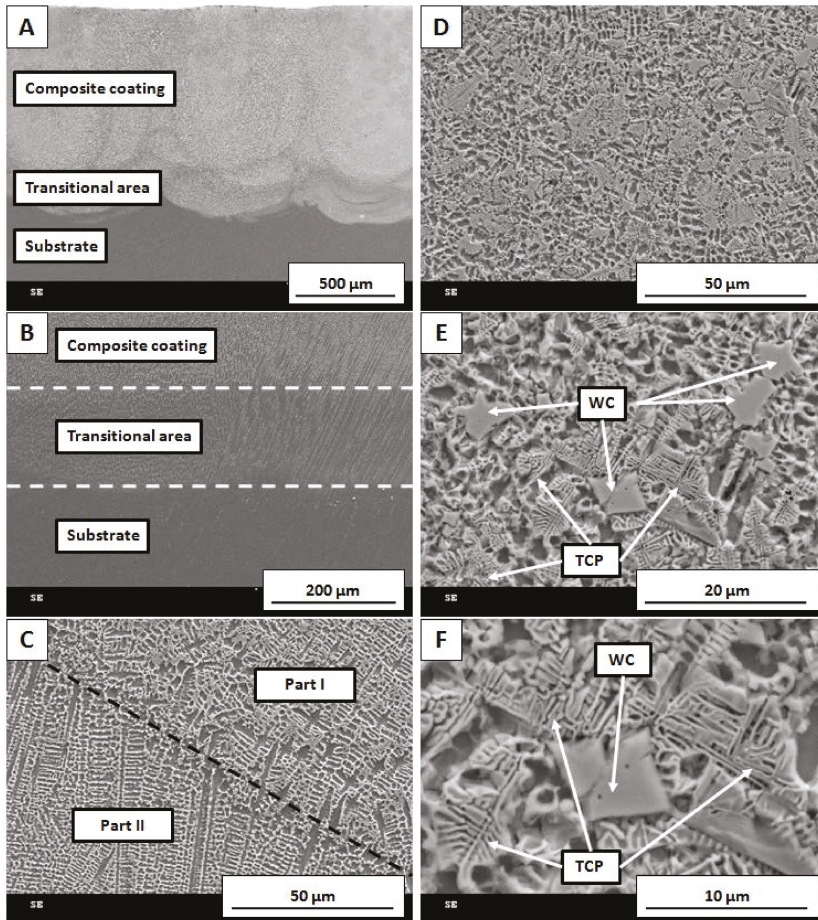 A
Composite coating
Transitional area
Substrate
SE
500 µm
B
Composite coating
Transitional area
Substrate
SE
200 µm
C
Part I
Part II
SE
50 µm
D
SE
50 µm
E
WC
TCP
SE
20 µm
F
WC
TCP
SE
10 µm